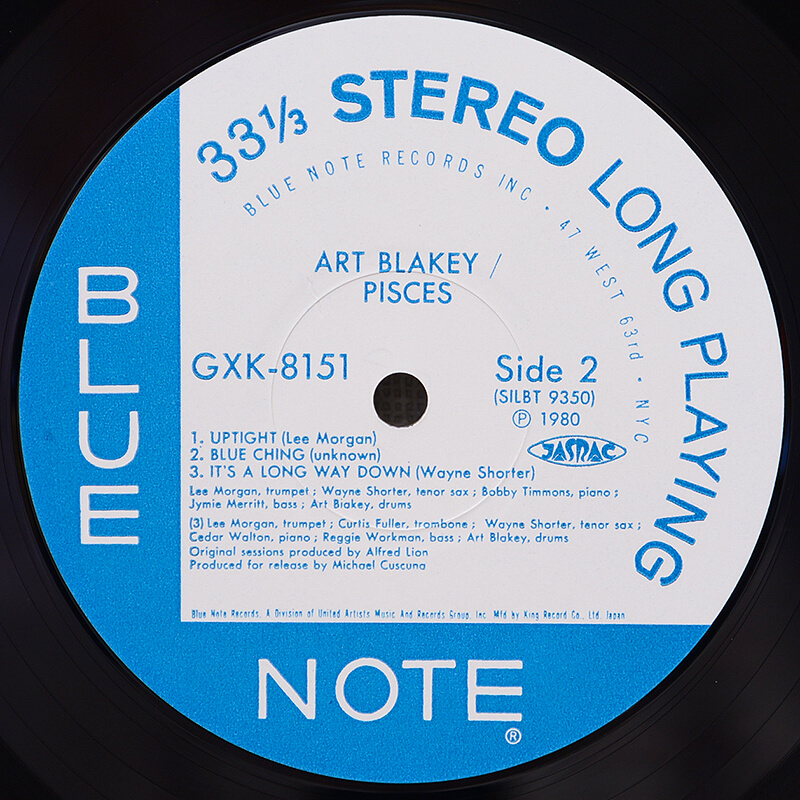 33⅓ STEREO LONG PLAYING
BLUE NOTE RECORDS INC • 47 WEST 63rd • NYC
ART BLAKEY /
PISCES
GXK-8151
Side 2
(SILBT 9350)
℗ 1980
JASRAC
1. UPTIGHT (Lee Morgan)
2. BLUE CHING (unknown)
3. IT'S A LONG WAY DOWN (Wayne Shorter)
Lee Morgan, trumpet ; Wayne Shorter, tenor sax ; Bobby Timmons, piano ;
Jymie Merritt, bass ; Art Blakey, drums
(3) Lee Morgan, trumpet ; Curtis Fuller, trombone ; Wayne Shorter, tenor sax ;
Cedar Walton, piano ; Reggie Workman, bass ; Art Blakey, drums
Original sessions produced by Alfred Lion
Produced for release by Michael Cuscuna
Blue Note Records. A Division of United Artists Music And Records Group, Inc. Mfd by King Record Co., Ltd. Japan
BLUE
NOTE®